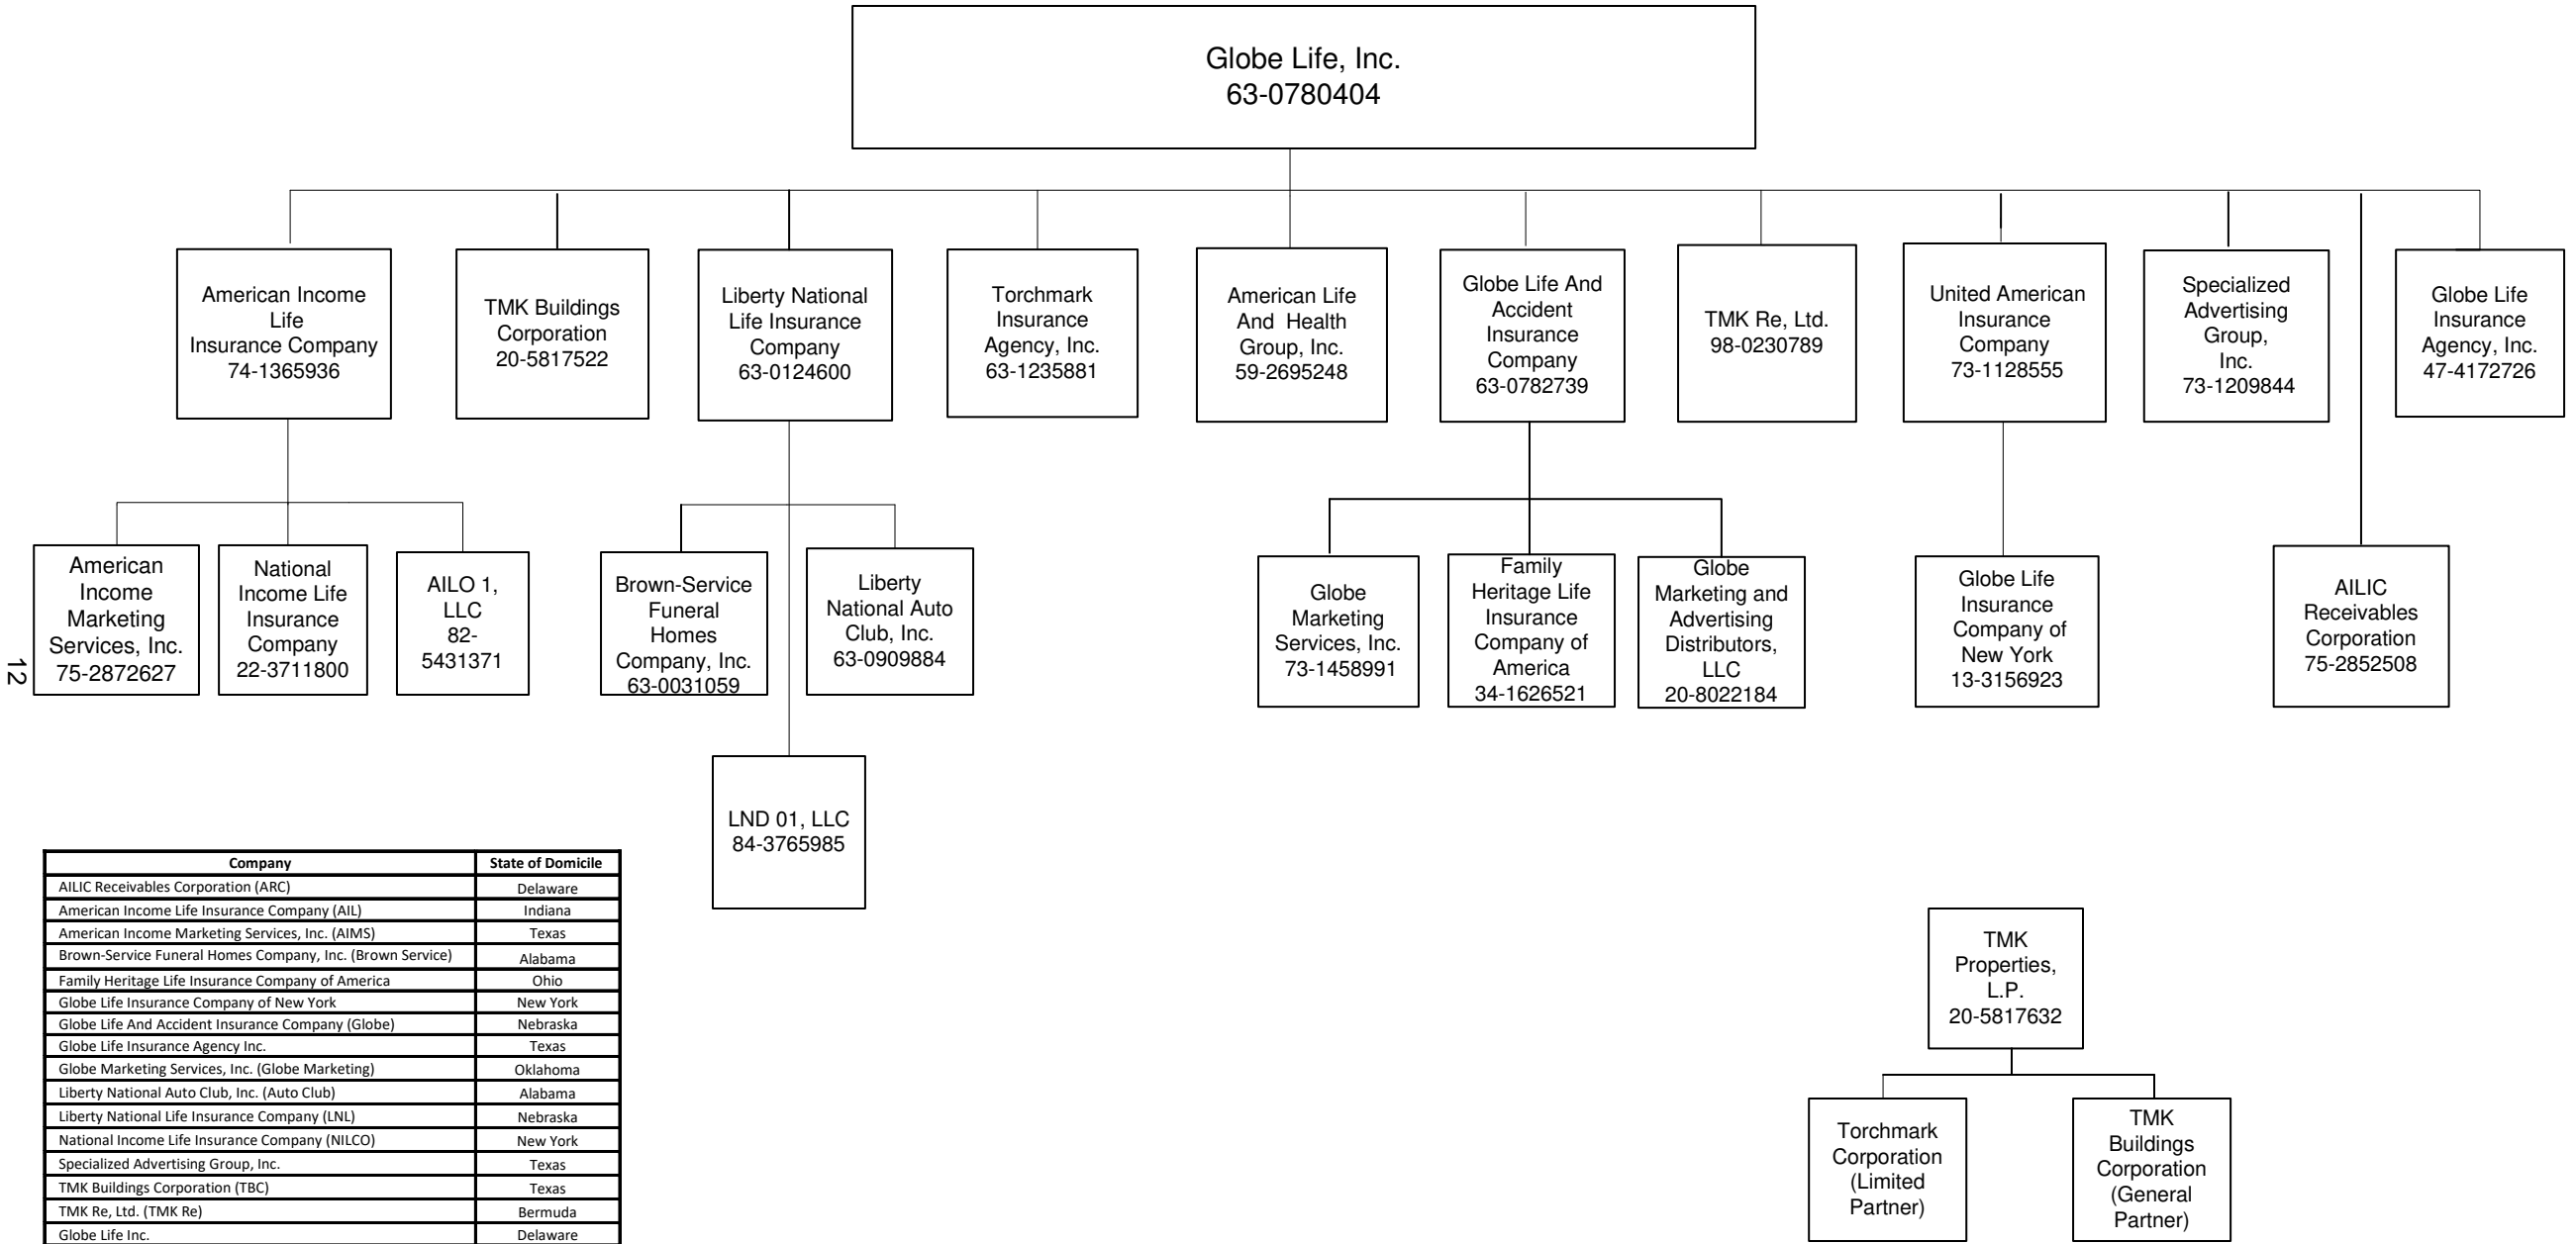 Globe Life, Inc.
63-0780404
American Income
Life
Insurance Company
74-1365936
TMK Buildings
Corporation
20-5817522
Liberty National
Life Insurance
Company
63-0124600
Torchmark
Insurance
Agency, Inc.
63-1235881
American Life
And Health
Group, Inc.
59-2695248
Globe Life And
Accident
Insurance
Company
63-0782739
TMK Re, Ltd.
98-0230789
United American
Insurance
Company
73-1128555
Specialized
Advertising
Group,
Inc.
73-1209844
Globe Life
Insurance
Agency, Inc.
47-4172726
American
Income
Marketing
Services, Inc.
75-2872627
National
Income Life
Insurance
Company
22-3711800
AILO 1,
LLC
82-
5431371
Brown-Service
Funeral
Homes
Company, Inc.
63-0031059
Liberty
National Auto
Club, Inc.
63-0909884
Globe
Marketing
Services, Inc.
73-1458991
Family
Heritage Life
Insurance
Company of
America
34-1626521
Globe
Marketing and
Advertising
Distributors,
LLC
20-8022184
Globe Life
Insurance
Company of
New York
13-3156923
AILIC
Receivables
Corporation
75-2852508
12
LND 01, LLC
84-3765985
Company State of Domicile
AILIC Receivables Corporation (ARC) Delaware
American Income Life Insurance Company (AIL) Indiana
American Income Marketing Services, Inc. (AIMS) Texas
Brown-Service Funeral Homes Company, Inc. (Brown Service) Alabama
Family Heritage Life Insurance Company of America Ohio
Globe Life Insurance Company of New York New York
Globe Life And Accident Insurance Company (Globe) Nebraska
Globe Life Insurance Agency Inc. Texas
Globe Marketing Services, Inc. (Globe Marketing) Oklahoma
Liberty National Auto Club, Inc. (Auto Club) Alabama
Liberty National Life Insurance Company (LNL) Nebraska
National Income Life Insurance Company (NILCO) New York
Specialized Advertising Group, Inc. Texas
TMK Buildings Corporation (TBC) Texas
TMK Re, Ltd. (TMK Re) Bermuda
Globe Life Inc. Delaware
TMK
Properties,
L.P.
20-5817632
Torchmark
Corporation
(Limited
Partner)
TMK
Buildings
Corporation
(General
Partner)